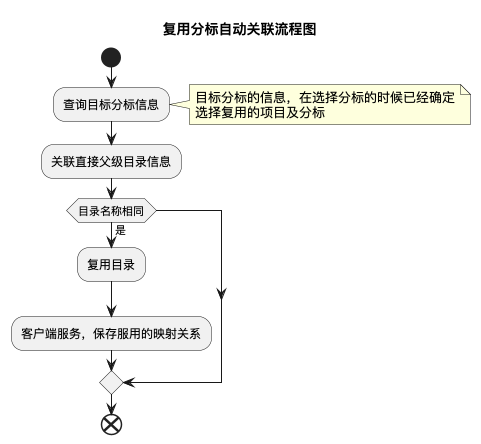 复用分标自动关联流程图
查询目标分标信息
目标分标的信息，在选择分标的时候已经确定
选择复用的项目及分标
关联直接父级目录信息
目录名称相同
是
复用目录
客户端服务，保存服用的映射关系